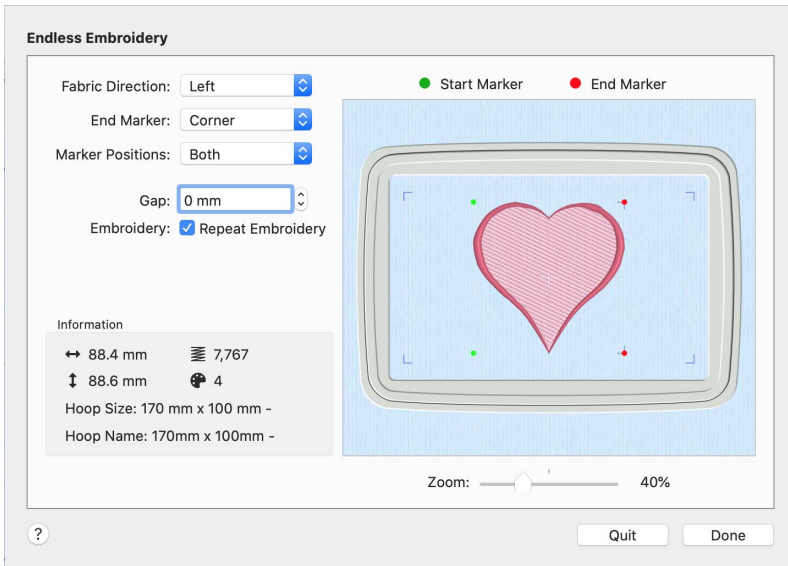 Endless Embroidery
Fabric Direction: Left
End Marker: Corner
Marker Positions: Both
Gap: 0 mm
Embroidery: Repeat Embroidery
Start Marker End Marker
Information
88.4 mm 7,767
88.6 mm 4
Hoop Size: 170 mm x 100 mm -
Hoop Name: 170mm x 100mm -
Zoom: 40%
? Quit Done